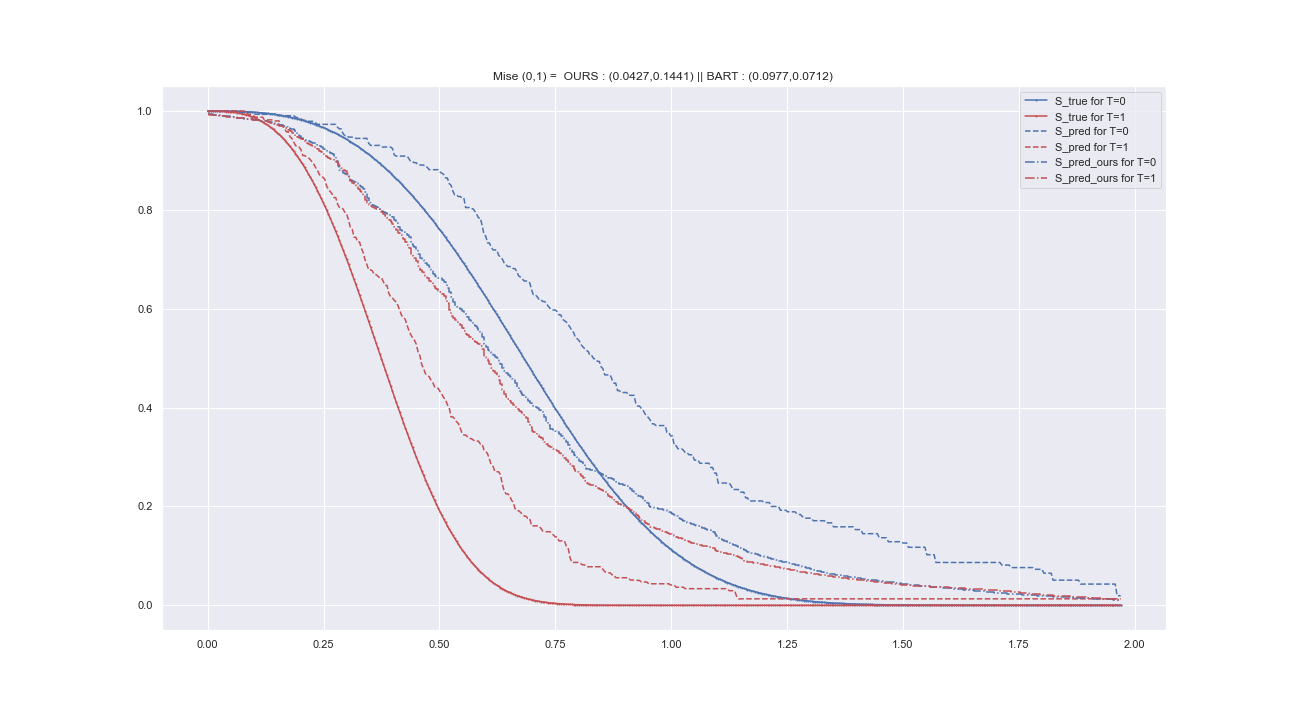 Mise (0,1) =  OURS : (0.0427,0.1441) || BART : (0.0977,0.0712)
S_true for T=0
S_true for T=1
S_pred for T=0
S_pred for T=1
S_pred_ours for T=0
S_pred_ours for T=1
1.0
0.8
0.6
0.4
0.2
0.0
0.00 0.25 0.50 0.75 1.00 1.25 1.50 1.75 2.00